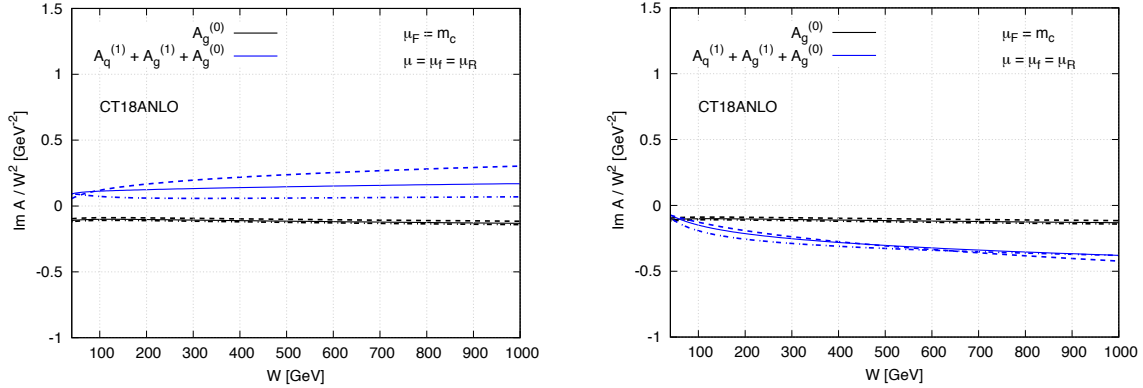 1.5
1
0.5
0
-0.5
-1
Im A / W² [GeV⁻²]
A_g^(0)
A_q^(1) + A_g^(1) + A_g^(0)
μ_F = m_c
μ = μ_f = μ_R
CT18ANLO
100 200 300 400 500 600 700 800 900 1000
W [GeV]
1.5
1
0.5
0
-0.5
-1
Im A / W² [GeV⁻²]
A_g^(0)
A_q^(1) + A_g^(1) + A_g^(0)
μ_F = m_c
μ = μ_f = μ_R
CT18ANLO
100 200 300 400 500 600 700 800 900 1000
W [GeV]